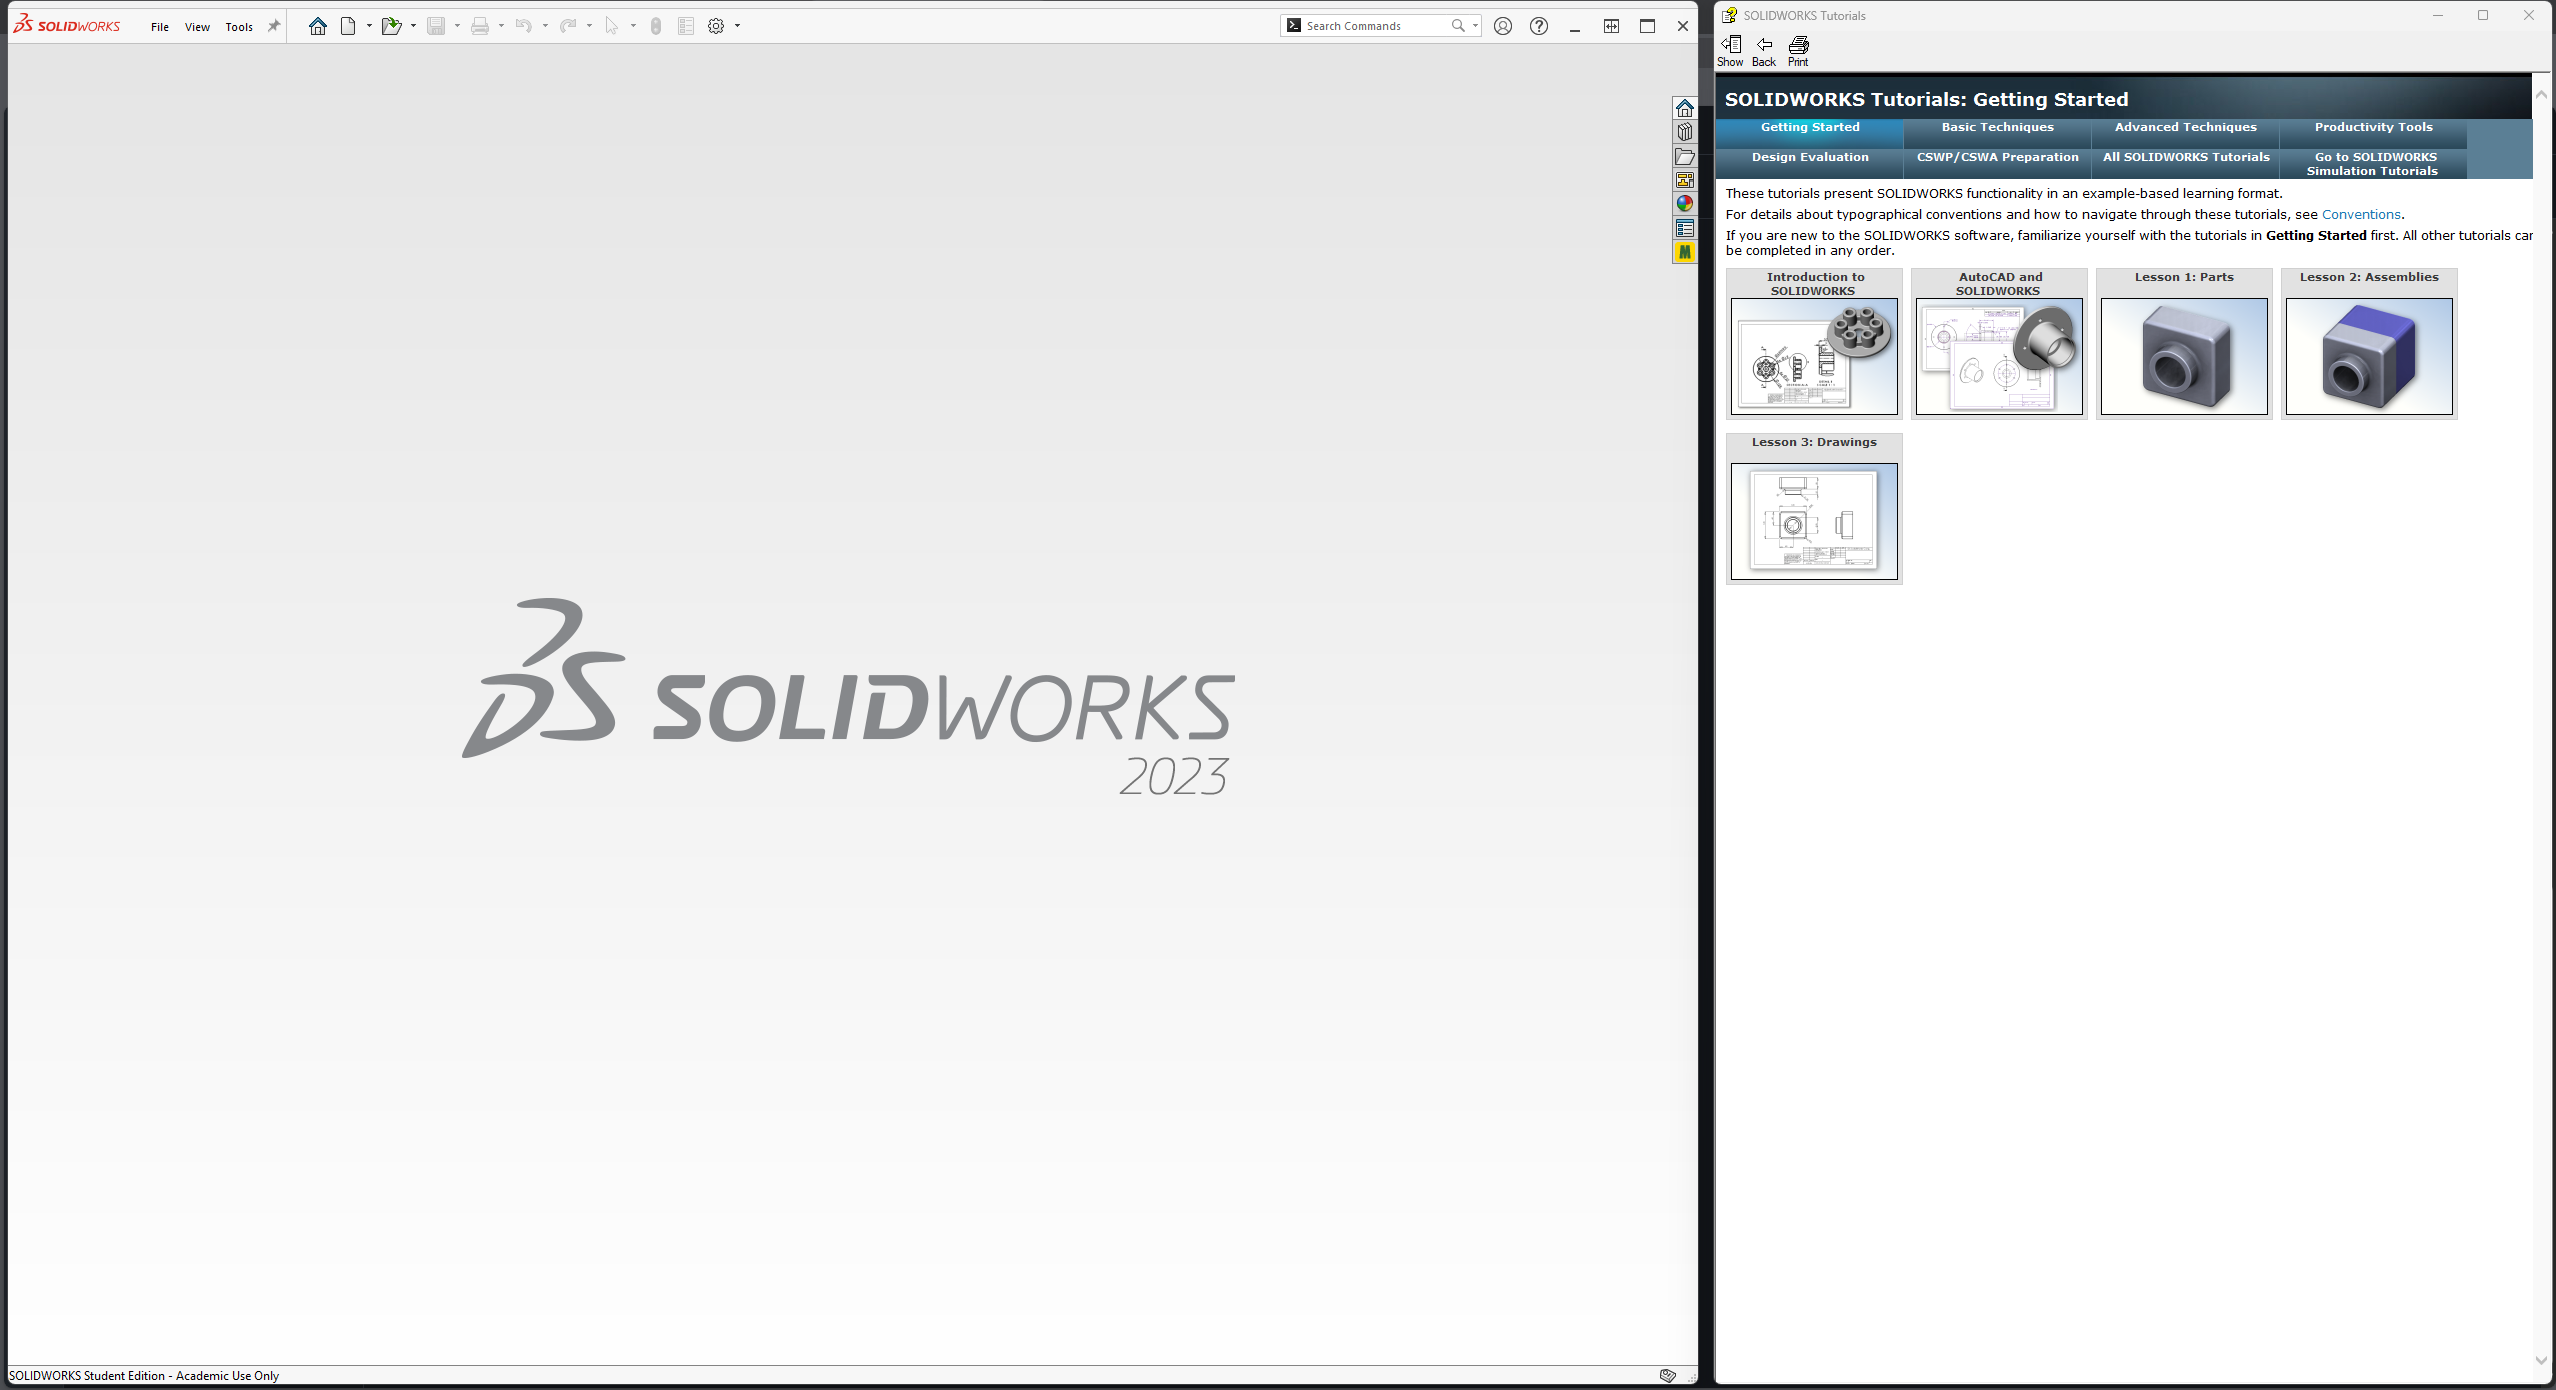 SOLIDWORKS File View Tools Search Commands
SOLIDWORKS
2023
SOLIDWORKS Student Edition - Academic Use Only
SOLIDWORKS Tutorials
Show Back Print
SOLIDWORKS Tutorials: Getting Started
Getting Started Basic Techniques Advanced Techniques Productivity Tools
Design Evaluation CSWP/CSWA Preparation All SOLIDWORKS Tutorials Go to SOLIDWORKS
Simulation Tutorials
These tutorials present SOLIDWORKS functionality in an example-based learning format.
For details about typographical conventions and how to navigate through these tutorials, see Conventions.
If you are new to the SOLIDWORKS software, familiarize yourself with the tutorials in Getting Started first. All other tutorials can
be completed in any order.
Introduction to
SOLIDWORKS
AutoCAD and
SOLIDWORKS
Lesson 1: Parts
Lesson 2: Assemblies
Lesson 3: Drawings